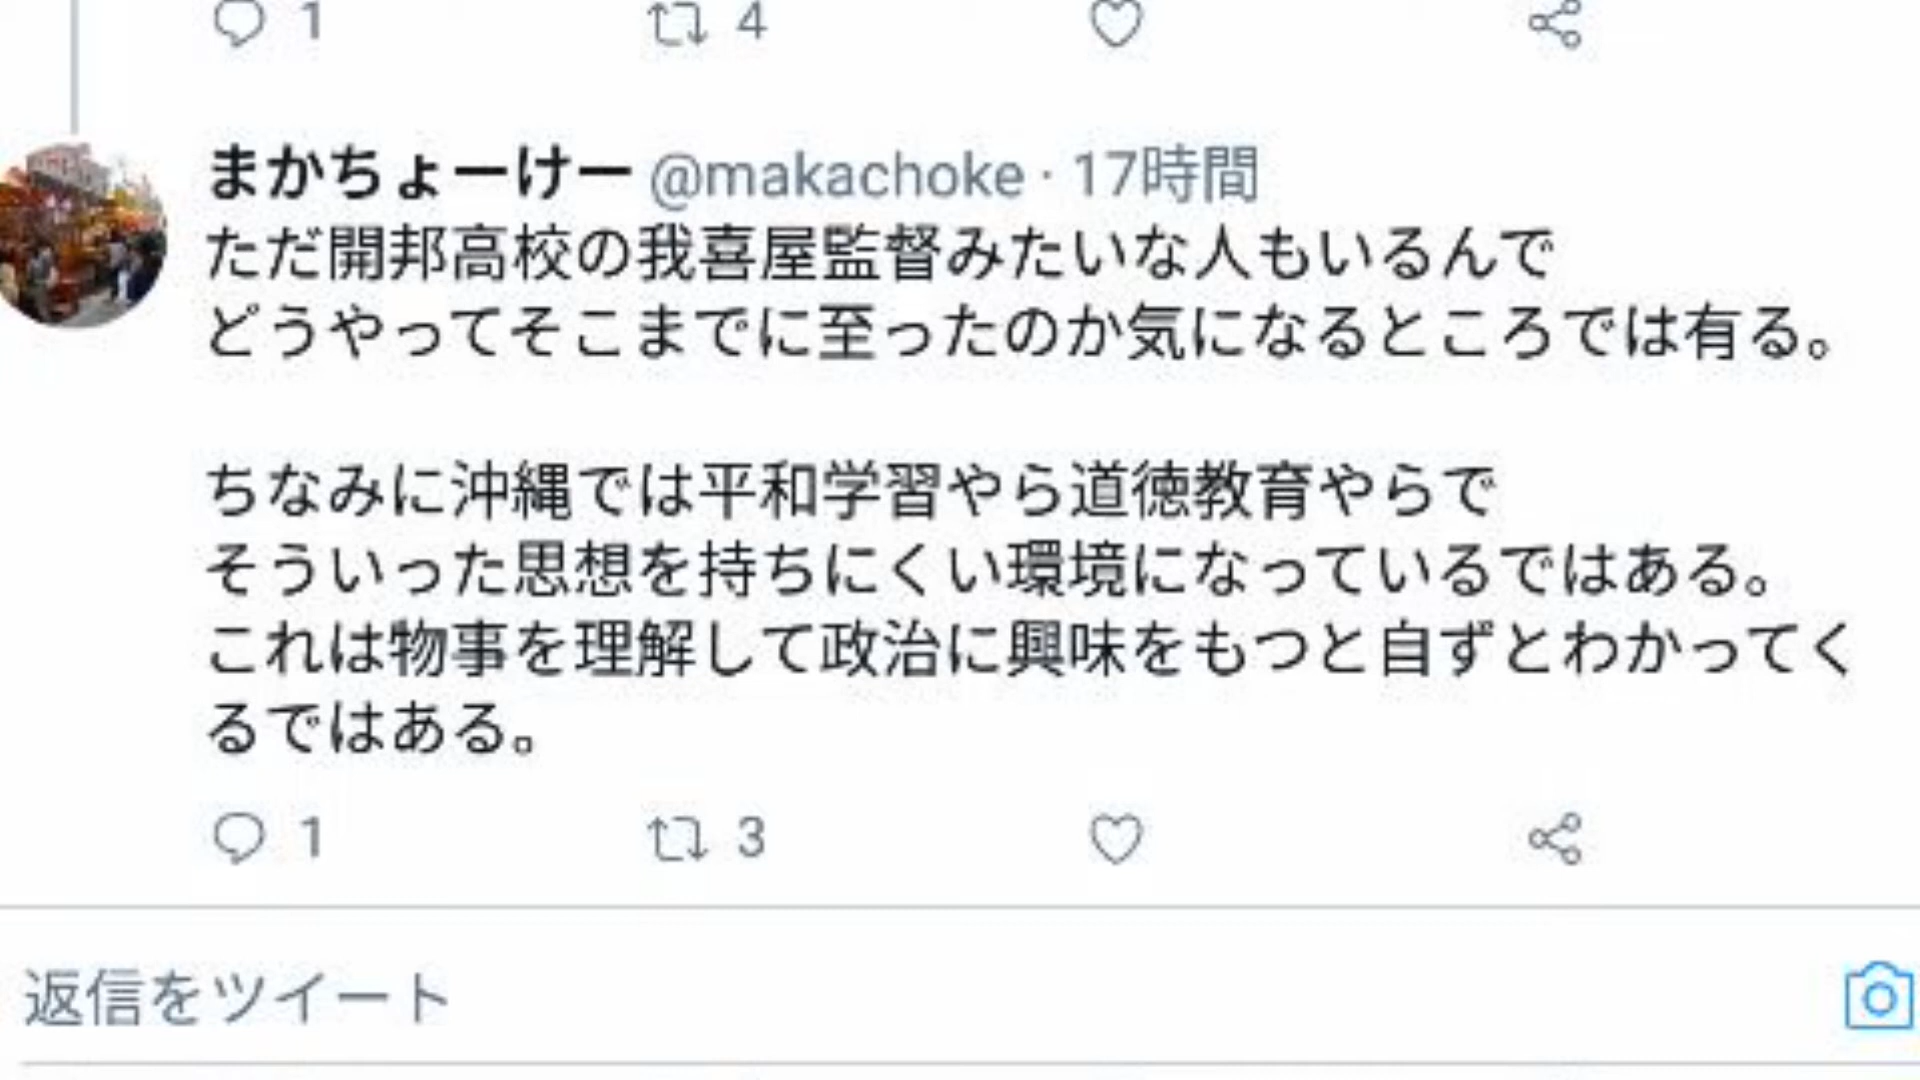 1 4
まかちょーけー @makachoke · 17時間
ただ開邦高校の我喜屋監督みたいな人もいるんで
どうやってそこまでに至ったのか気になるところでは有る。
ちなみに沖縄では平和学習やら道徳教育やらで
そういった思想を持ちにくい環境になっているではある。
これは物事を理解して政治に興味をもつと自ずとわかってく
るではある。
1 3
返信をツイート